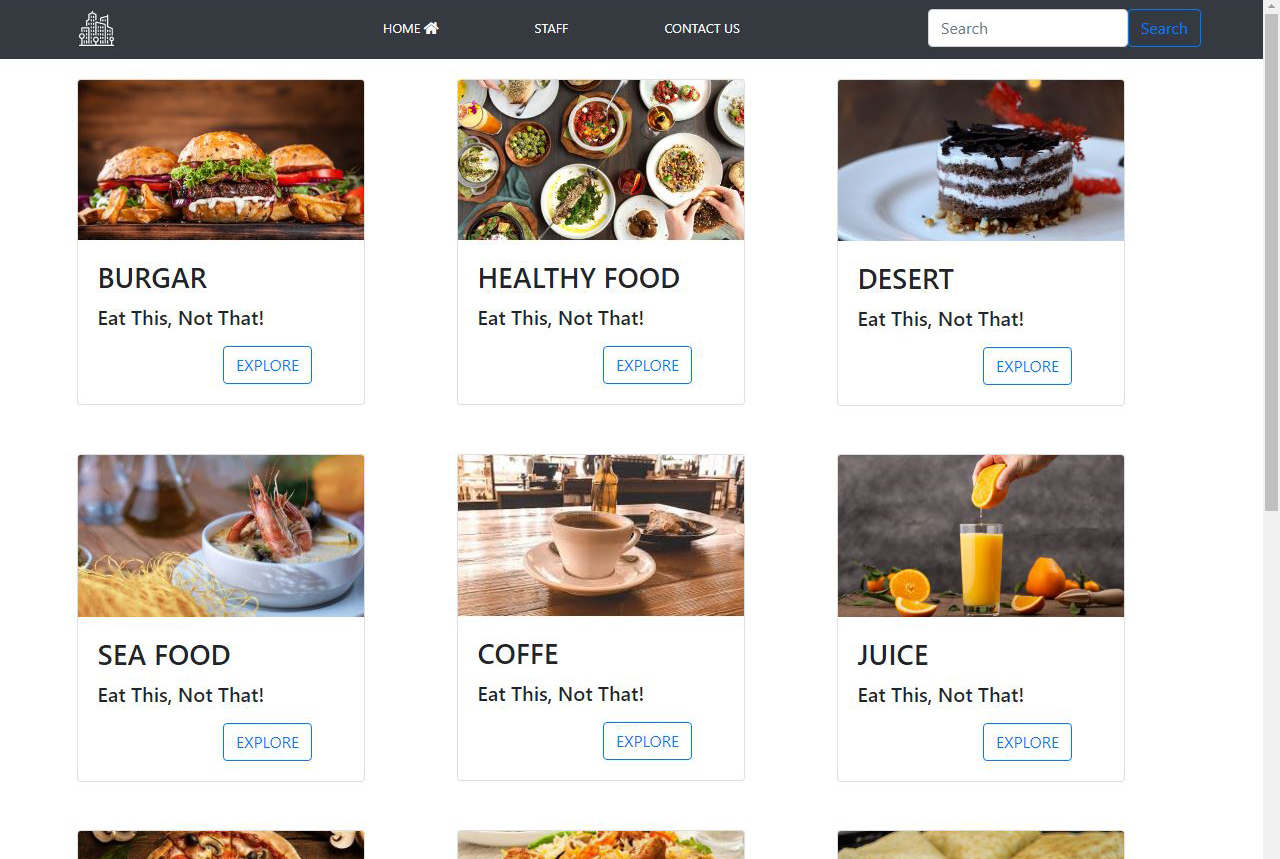 HOME
STAFF
CONTACT US
Search
Search
BURGAR
Eat This, Not That!
EXPLORE
HEALTHY FOOD
Eat This, Not That!
EXPLORE
DESERT
Eat This, Not That!
EXPLORE
SEA FOOD
Eat This, Not That!
EXPLORE
COFFE
Eat This, Not That!
EXPLORE
JUICE
Eat This, Not That!
EXPLORE